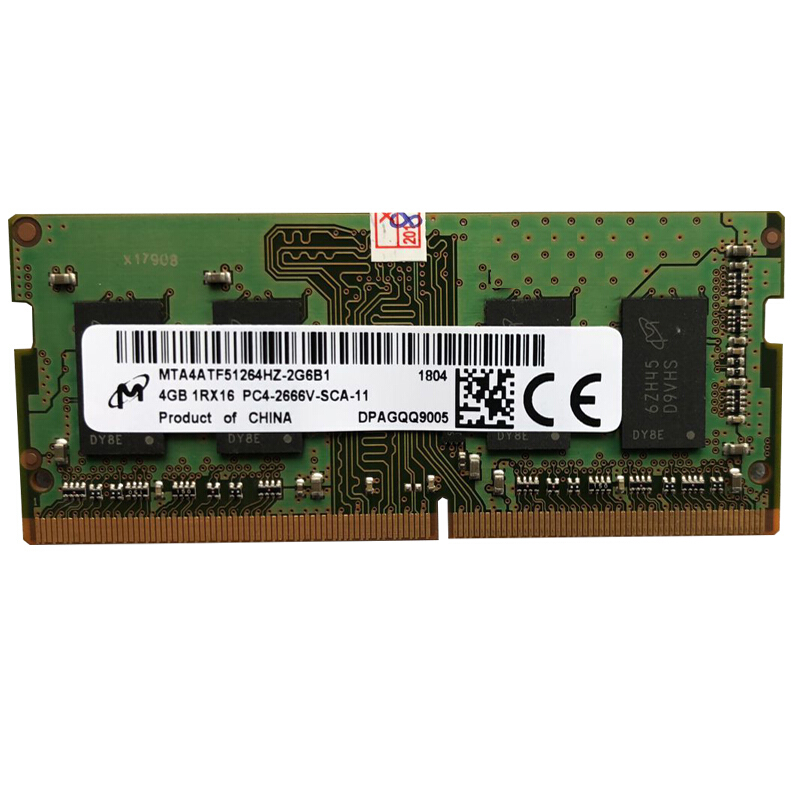 X17908
MTA4ATF51264HZ-2G6B1 1804
4GB 1RX16 PC4-2666V-SCA-11
Product of CHINA DPAGQQ9005
CE
6ZH45
D9VHS
DY8E
DY8E
DY8E
DY8E